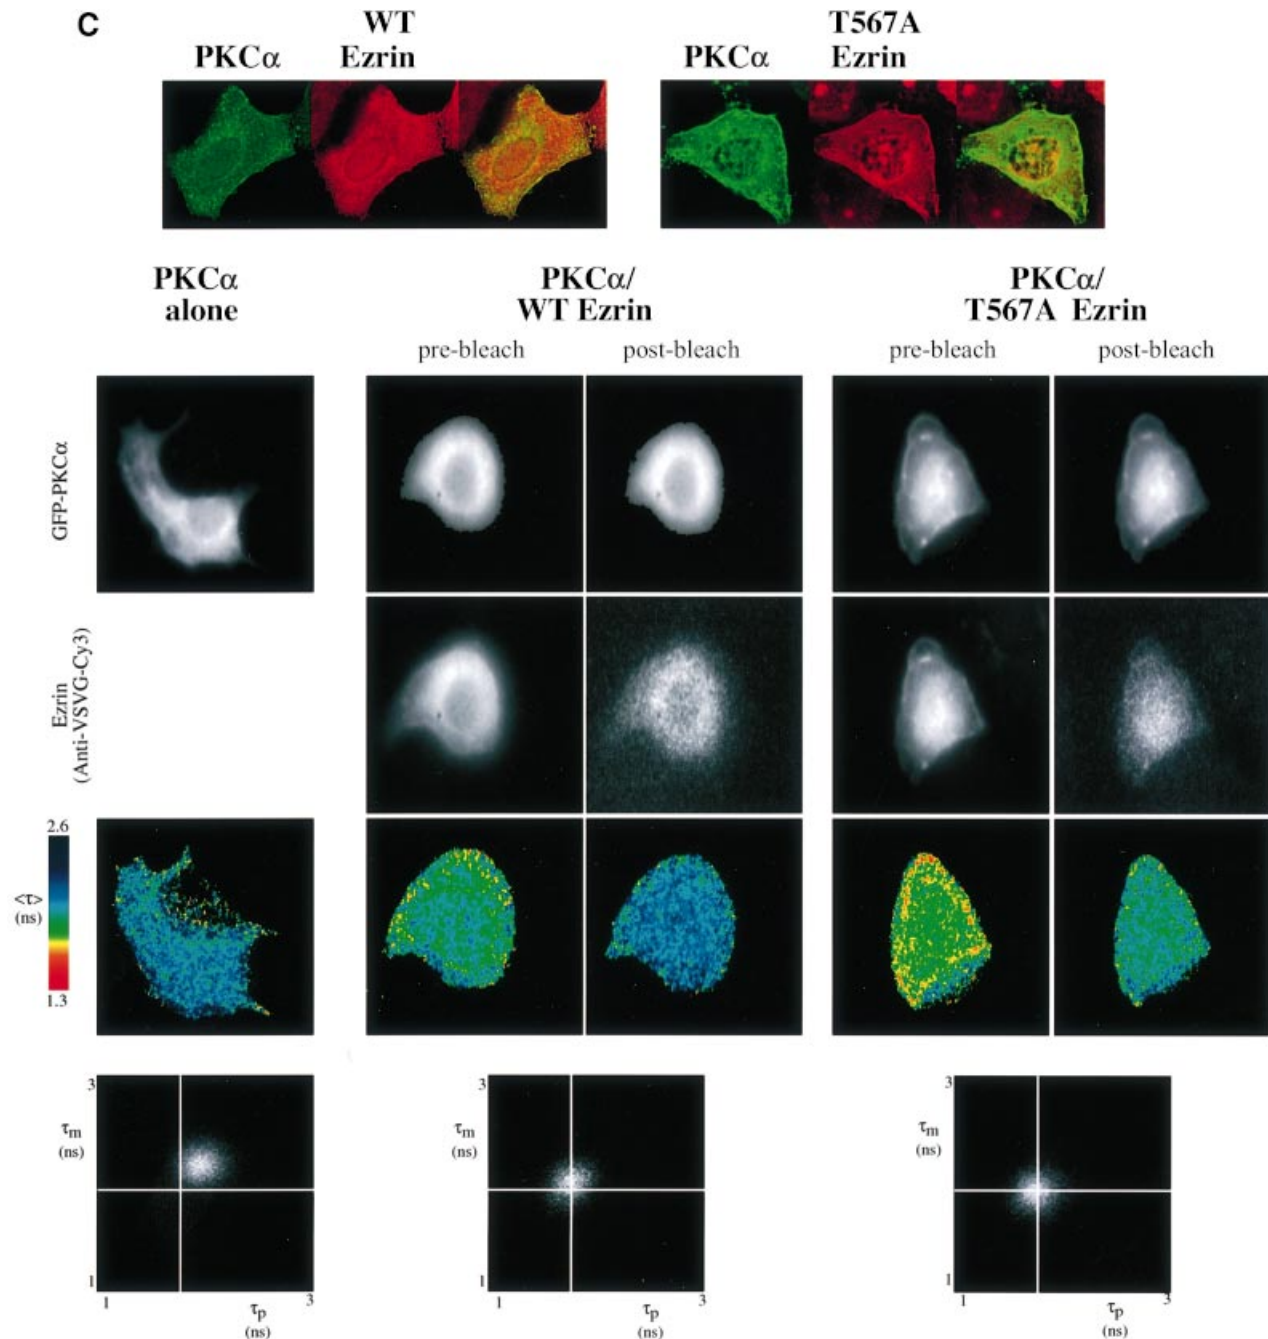 C
WT
PKCα Ezrin
T567A
PKCα Ezrin
PKCα
alone
PKCα/
WT Ezrin
PKCα/
T567A Ezrin
pre-bleach post-bleach
pre-bleach post-bleach
GFP-PKCα
Ezrin
(Anti-VSVG-Cy3)
2.6
<τ>
(ns)
1.3
3
τm
(ns)
1
1 3
τp
(ns)
3
τm
(ns)
1
1 3
τp
(ns)
3
τm
(ns)
1
1 3
τp
(ns)